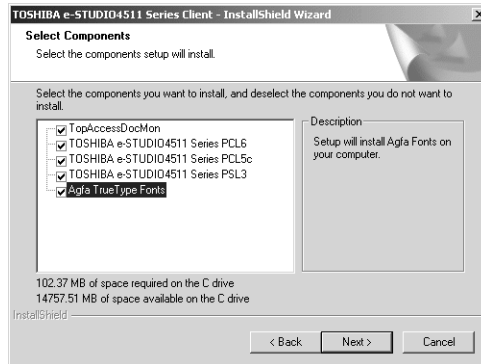 TOSHIBA e-STUDIO4511 Series Client - InstallShield Wizard
Select Components
Select the components setup will install.
Select the components you want to install, and deselect the components you do not want to
install.
TopAccessDocMon
TOSHIBA e-STUDIO4511 Series PCL6
TOSHIBA e-STUDIO4511 Series PCL5c
TOSHIBA e-STUDIO4511 Series PSL3
Agfa TrueType Fonts
Description
Setup will install Agfa Fonts on
your computer.
102.37 MB of space required on the C drive
14757.51 MB of space available on the C drive
InstallShield
< Back Next > Cancel